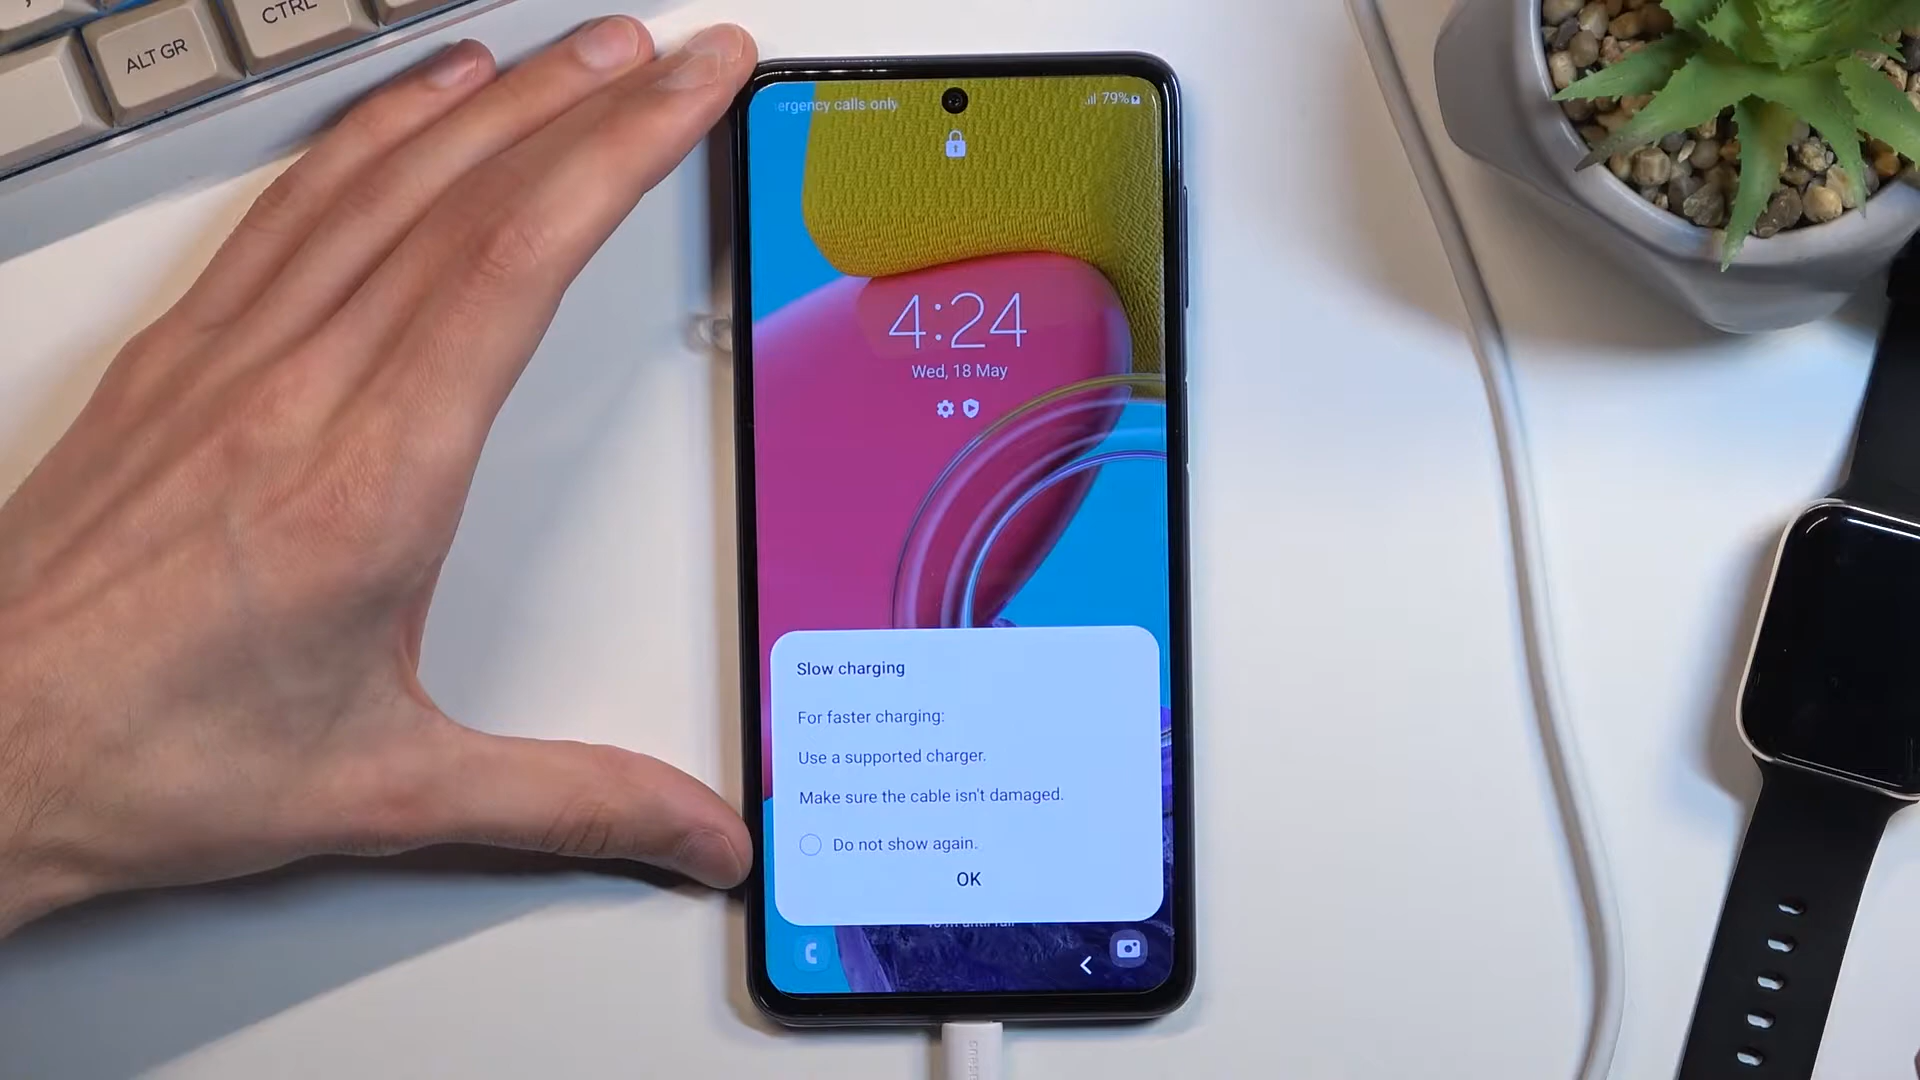 CTRL
ALT GR
ergency calls only
79%
4:24
Wed, 18 May
Slow charging
For faster charging:
Use a supported charger.
Make sure the cable isn't damaged.
Do not show again.
OK